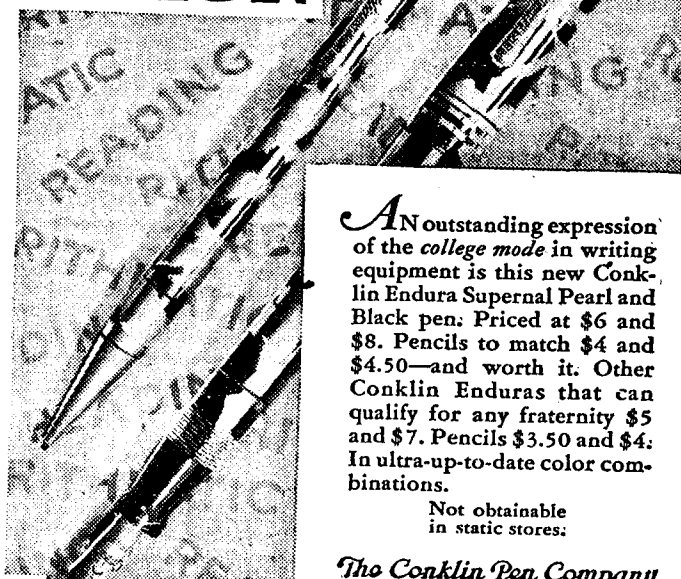 ATIC
READING
AN outstanding expression
of the college mode in writing
equipment is this new Conk-
lin Endura Supernal Pearl and
Black pen. Priced at $6 and
$8. Pencils to match $4 and
$4.50—and worth it. Other
Conklin Enduras that can
qualify for any fraternity $5
and $7. Pencils $3.50 and $4.
In ultra-up-to-date color com-
binations.
Not obtainable
in static stores.
The Conklin Pen Company